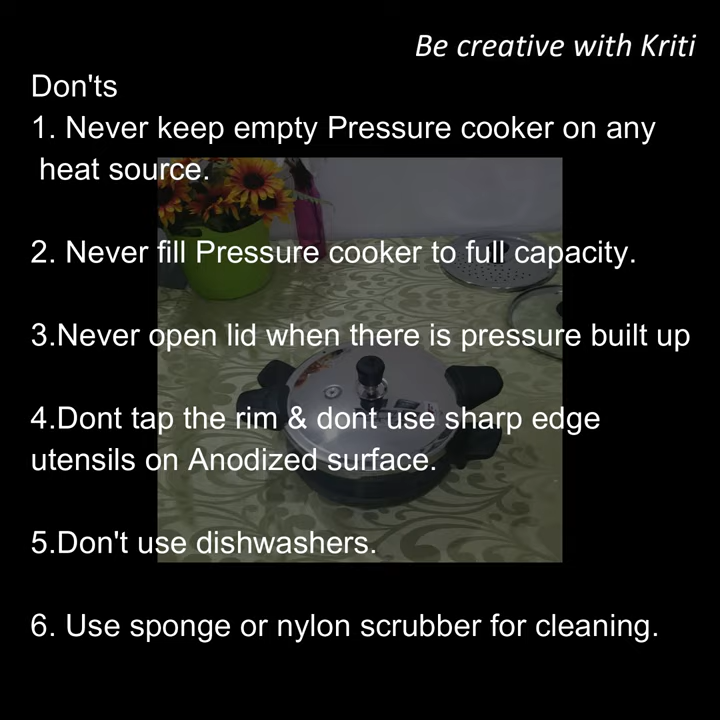 Be creative with Kriti
Don'ts
1. Never keep empty Pressure cooker on any
heat source.
2. Never fill Pressure cooker to full capacity.
3.Never open lid when there is pressure built up
4.Dont tap the rim & dont use sharp edge
utensils on Anodized surface.
5.Don't use dishwashers.
6. Use sponge or nylon scrubber for cleaning.